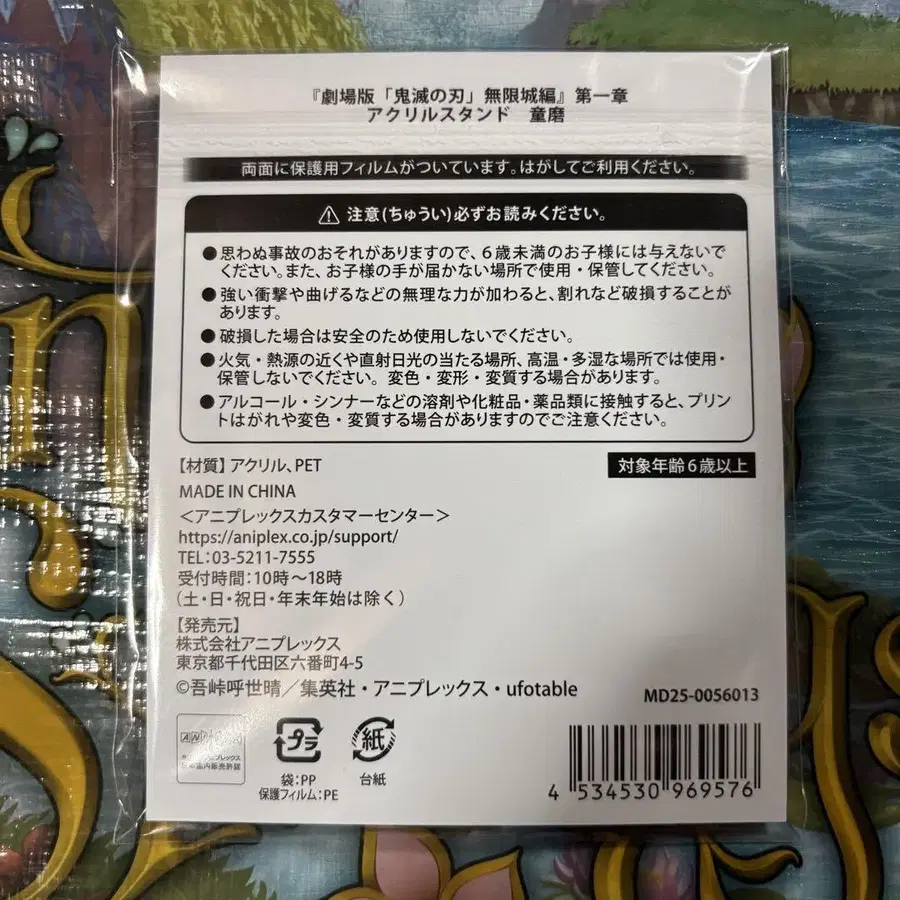 『劇場版「鬼滅の刃」無限城編』第一章
アクリルスタンド　童磨
両面に保護用フィルムがついています。はがしてご利用ください。
⚠ 注意(ちゅうい)必ずお読みください。
●思わぬ事故のおそれがありますので、６歳未満のお子様には与えないで
ください。また、お子様の手が届かない場所で使用・保管してください。
●強い衝撃や曲げるなどの無理な力が加わると、割れなど破損することが
あります。
●破損した場合は安全のため使用しないでください。
●火気・熱源の近くや直射日光の当たる場所、高温・多湿な場所では使用・
保管しないでください。変色・変形・変質する場合があります。
●アルコール・シンナーなどの溶剤や化粧品・薬品類に接触すると、プリン
トはがれや変色・変質する場合がありますのでご注意ください。
【材質】アクリル、PET
対象年齢６歳以上
MADE IN CHINA
＜アニプレックスカスタマーセンター＞
https://aniplex.co.jp/support/
TEL：03-5211-7555
受付時間：10時～18時
（土・日・祝日・年末年始は除く）
【発売元】
株式会社アニプレックス
東京都千代田区六番町4-5
©吾峠呼世晴／集英社・アニプレックス・ufotable
MD25-0056013
プラ
紙
袋：PP
保護フィルム：PE
台紙
4 534530 969576